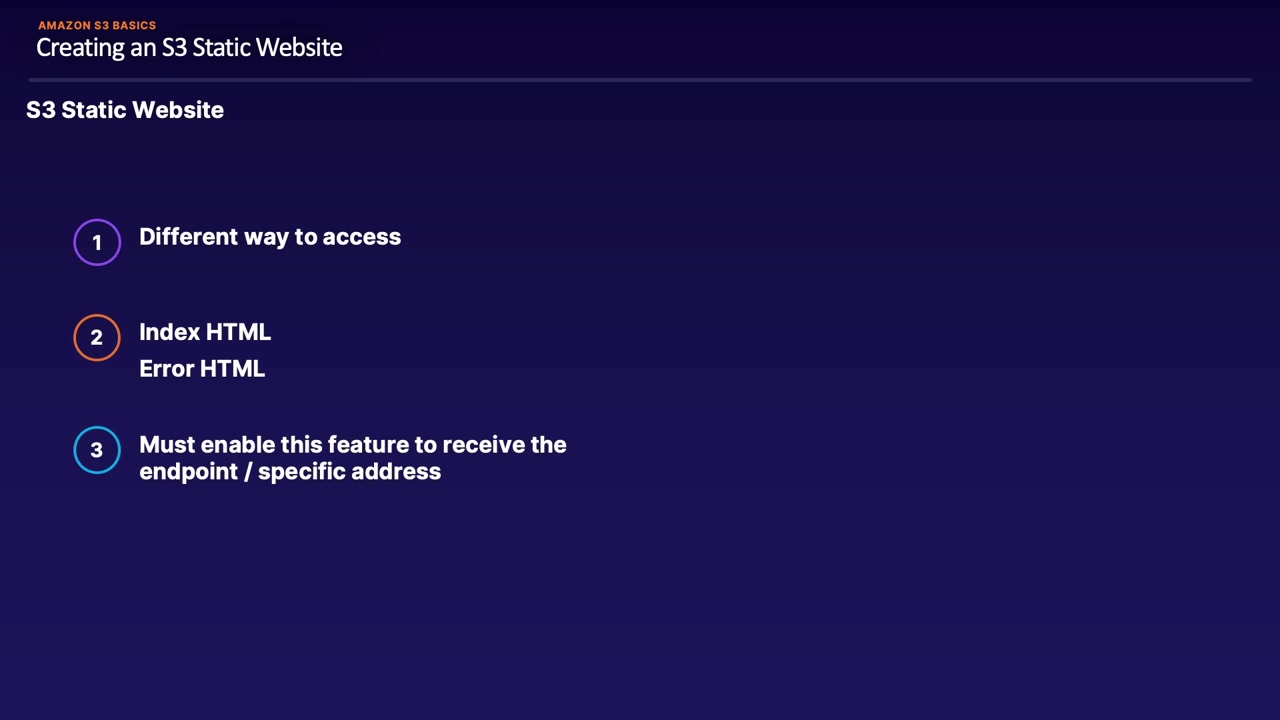 AMAZON S3 BASICS
Creating an S3 Static Website
S3 Static Website
1
Different way to access
2
Index HTML
Error HTML
3
Must enable this feature to receive the
endpoint / specific address